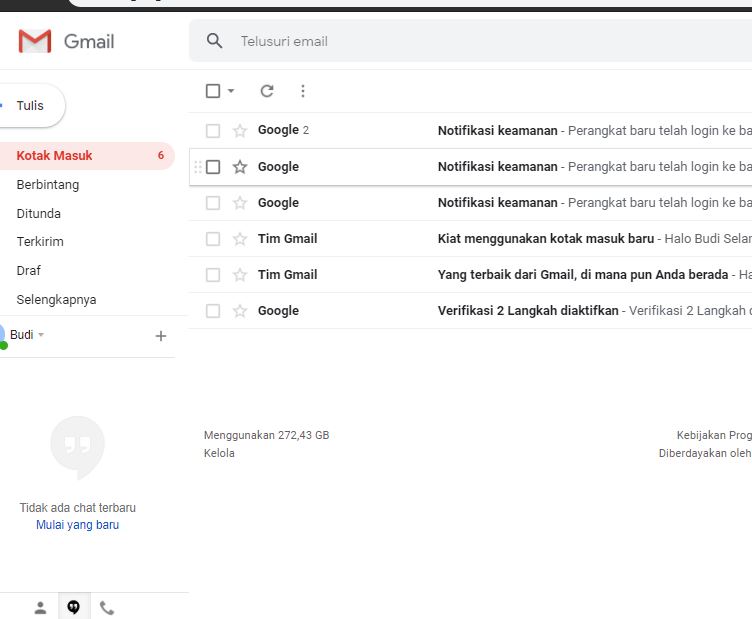 Gmail
Telusuri email
Tulis
Kotak Masuk 6
Berbintang
Ditunda
Terkirim
Draf
Selengkapnya
Budi
Google 2 Notifikasi keamanan - Perangkat baru telah login ke ba
Google Notifikasi keamanan - Perangkat baru telah login ke ba
Google Notifikasi keamanan - Perangkat baru telah login ke ba
Tim Gmail Kiat menggunakan kotak masuk baru - Halo Budi Selam
Tim Gmail Yang terbaik dari Gmail, di mana pun Anda berada - Ha
Google Verifikasi 2 Langkah diaktifkan - Verifikasi 2 Langkah d
Menggunakan 272,43 GB
Kelola
Kebijakan Prog
Diberdayakan oleh
Tidak ada chat terbaru
Mulai yang baru